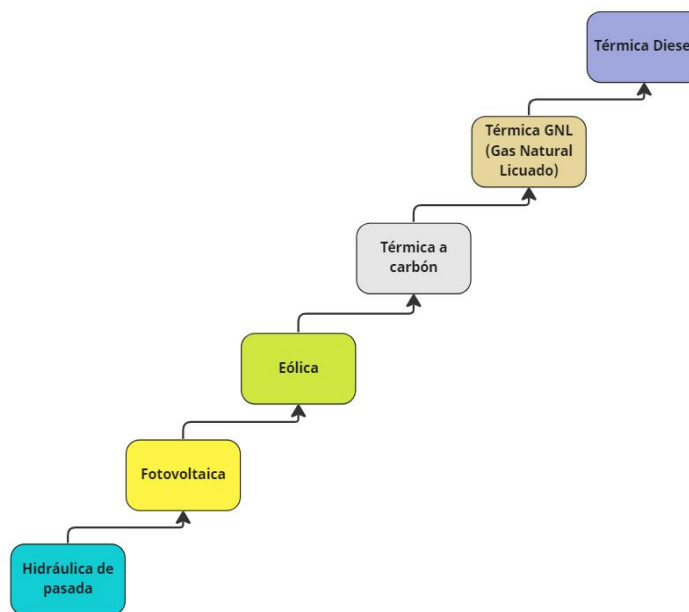 Térmica Diese
Térmica GNL
(Gas Natural
Licuado)
Térmica a
carbón
Eólica
Fotovoltaica
Hidráulica de
pasada